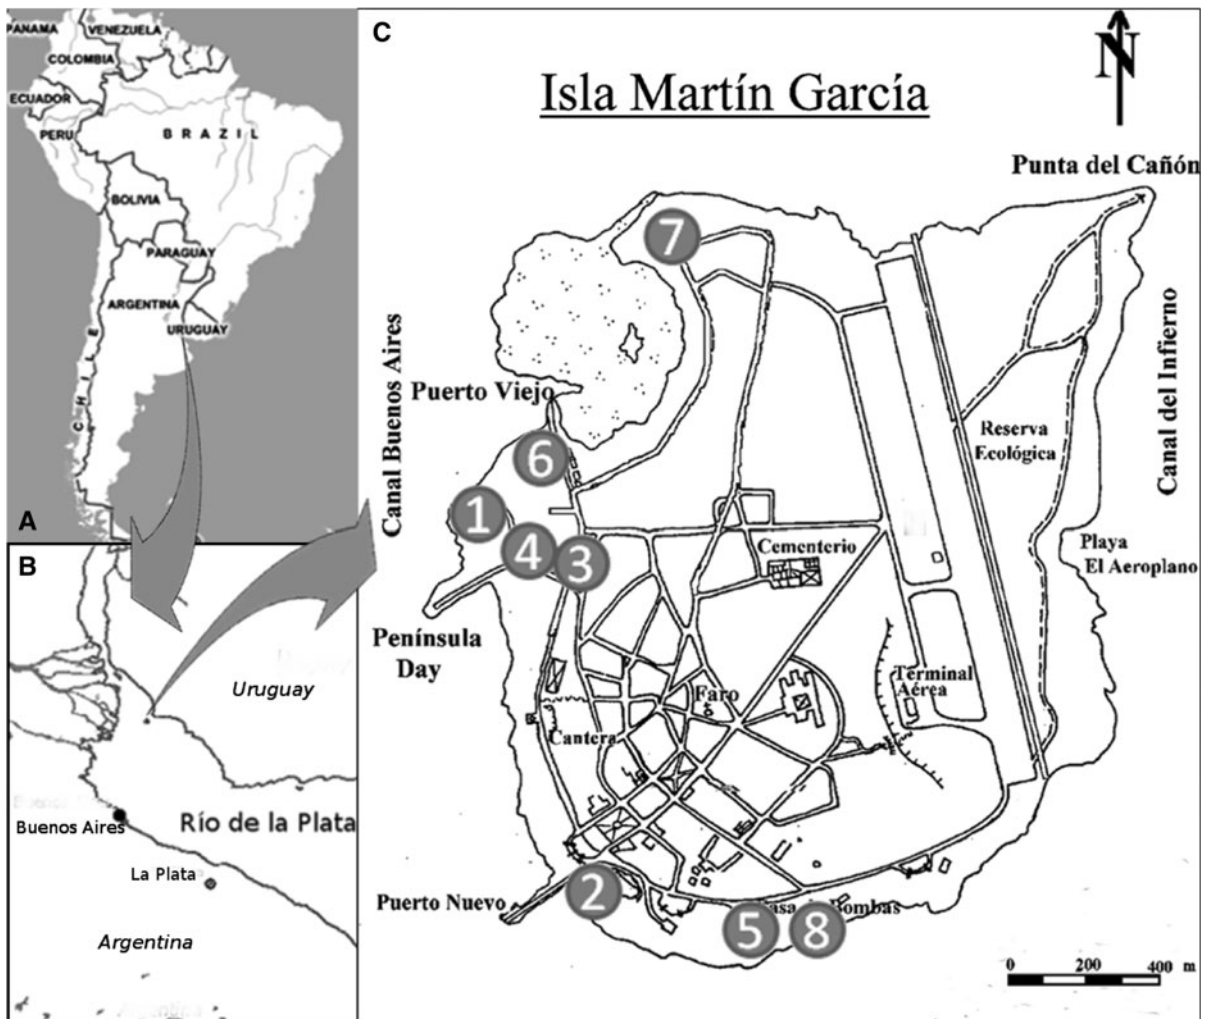 A
PANAMA
VENEZUELA
COLOMBIA
ECUADOR
PERU
BRAZIL
BOLIVIA
PARAGUAY
ARGENTINA
URUGUAY
CHILE
B
Uruguay
Buenos Aires
Río de la Plata
La Plata
Argentina
C
Isla Martín García
N
Punta del Cañón
7
Canal Buenos Aires
Canal del Infierno
Puerto Viejo
Reserva
Ecológica
6
1
4
3
Cementerio
Playa
El Aeroplano
Península
Day
Terminal
Aérea
Faro
Cantera
2
Puerto Nuevo
Bombas
5
8
0 200 400 m